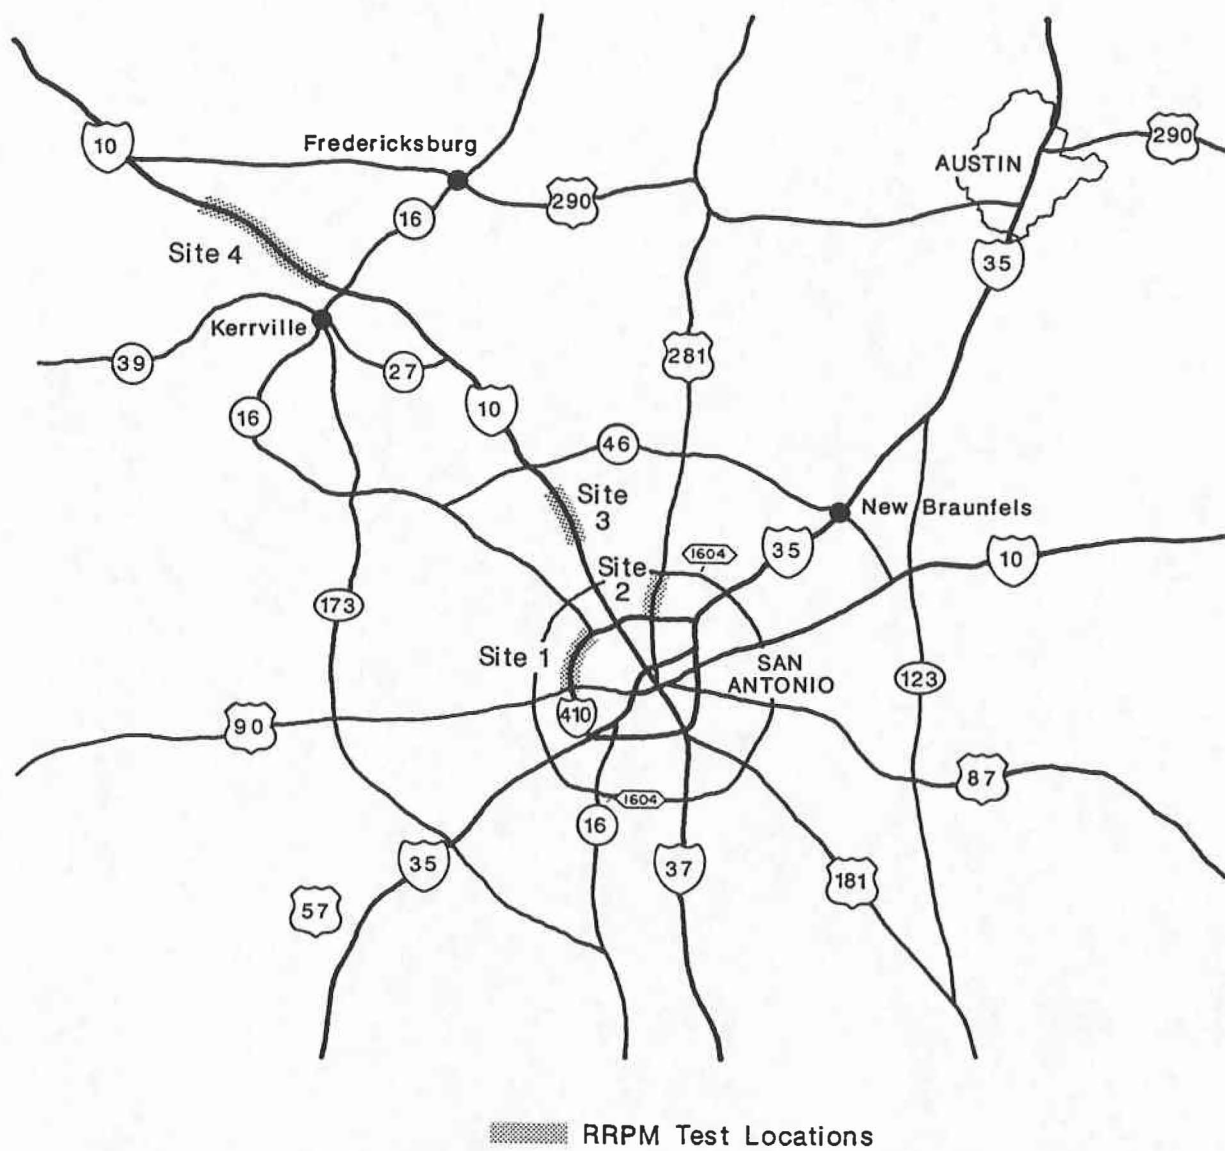 10
Fredericksburg
290
AUSTIN
290
16
Site 4
35
Kerrville
39
27
281
16
10
46
Site
3
New Braunfels
35
1604
10
Site
2
173
Site 1
SAN
ANTONIO
123
410
90
87
1604
16
35
37
181
57
RRPM Test Locations